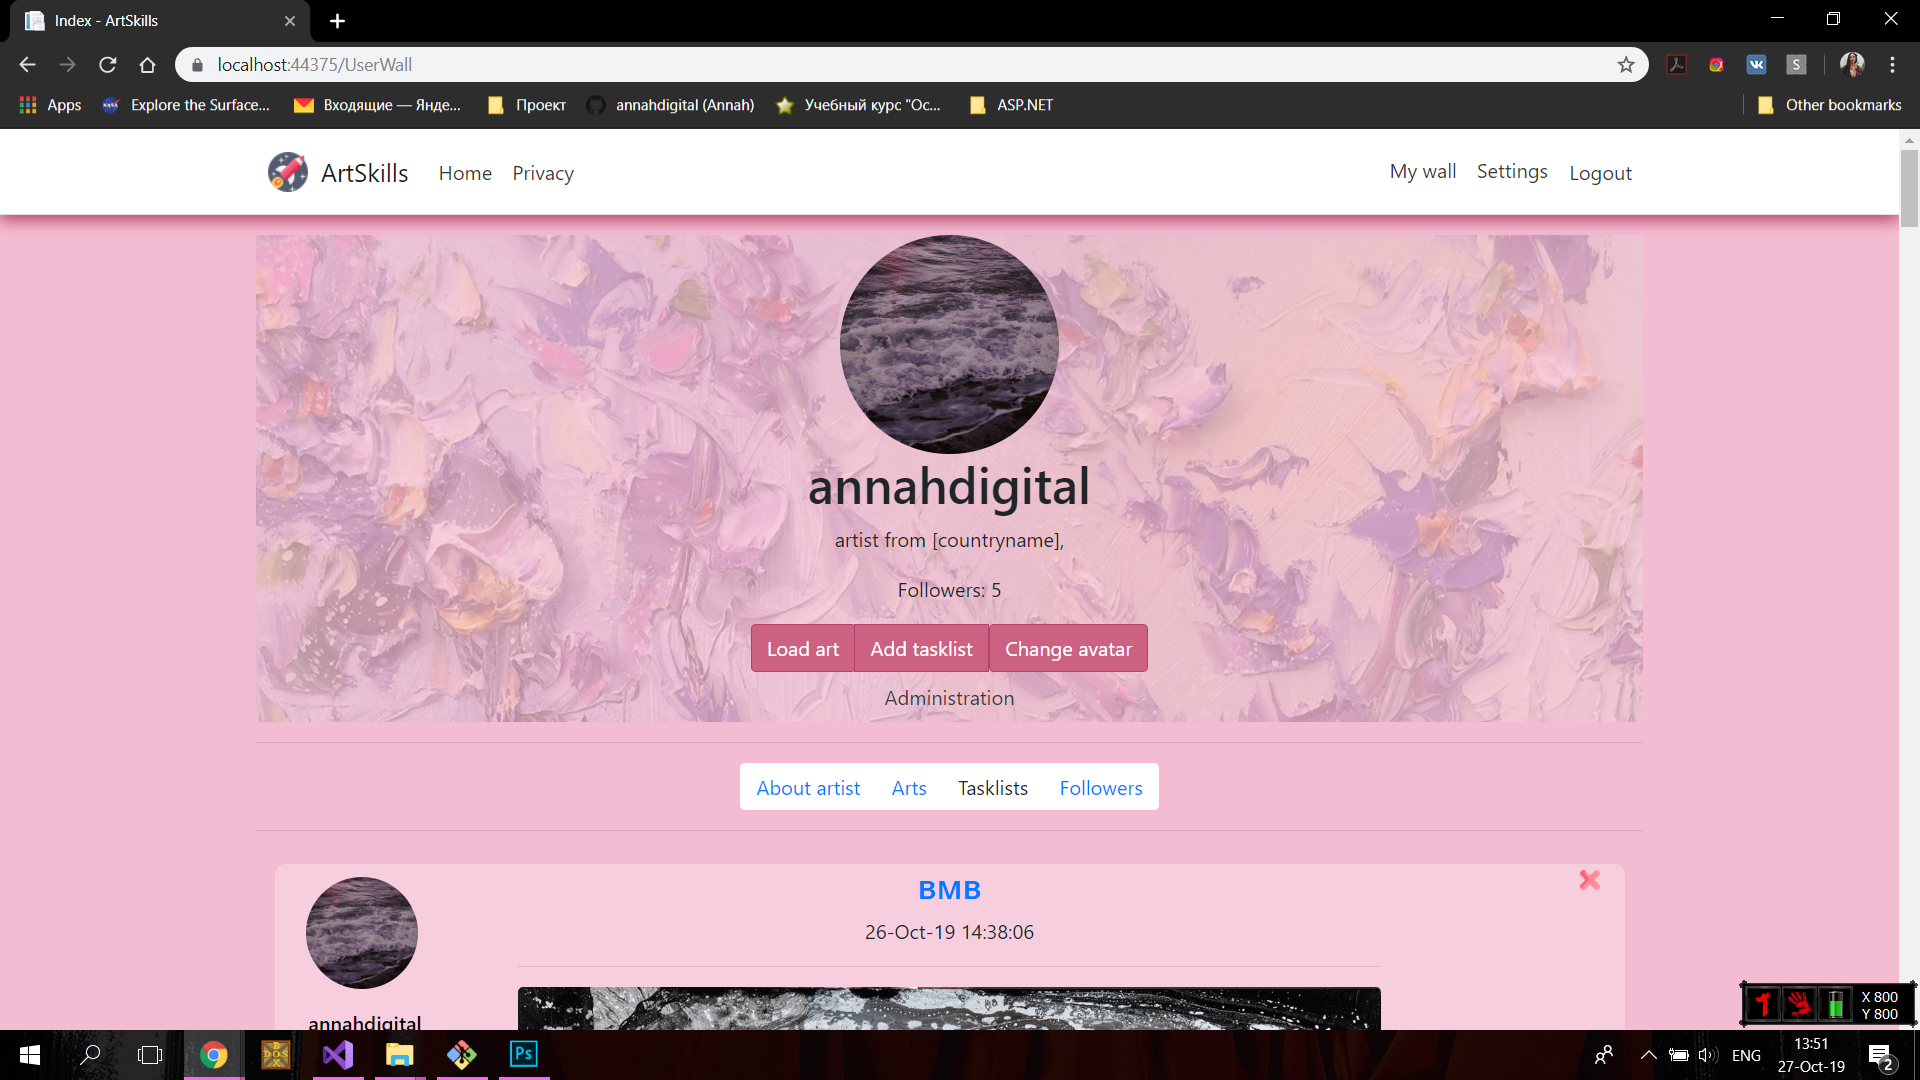 Index - ArtSkills
localhost:44375/UserWall
Apps
Explore the Surface...
Входящие — Янде...
Проект
annahdigital (Annah)
Учебный курс "Ос...
ASP.NET
Other bookmarks
ArtSkills
Home
Privacy
My wall
Settings
Logout
annahdigital
artist from [countryname],
Followers: 5
Load art
Add tasklist
Change avatar
Administration
About artist
Arts
Tasklists
Followers
BMB
26-Oct-19 14:38:06
annahdigital
X 800
Y 800
ENG
13:51
27-Oct-19
2
Ps
S